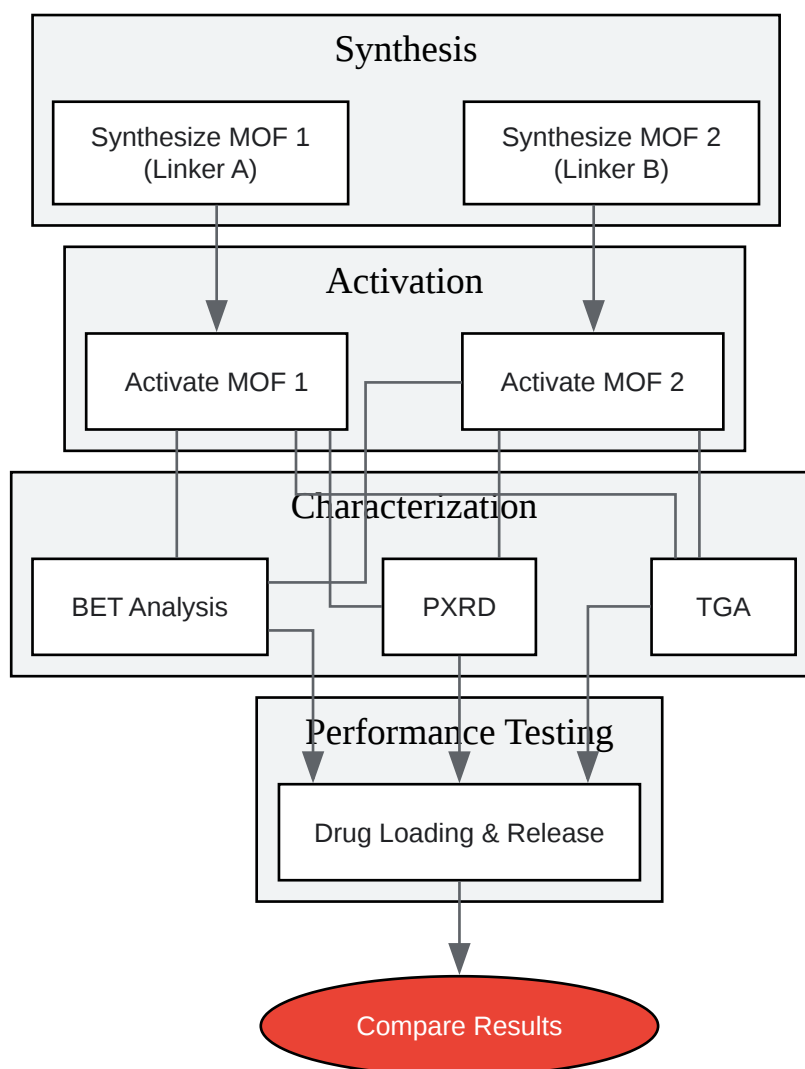 Synthesis
Synthesize MOF 1
(Linker A)
Synthesize MOF 2
(Linker B)
Activation
Activate MOF 1
Activate MOF 2
Characterization
BET Analysis
PXRD
TGA
Performance Testing
Drug Loading & Release
Compare Results